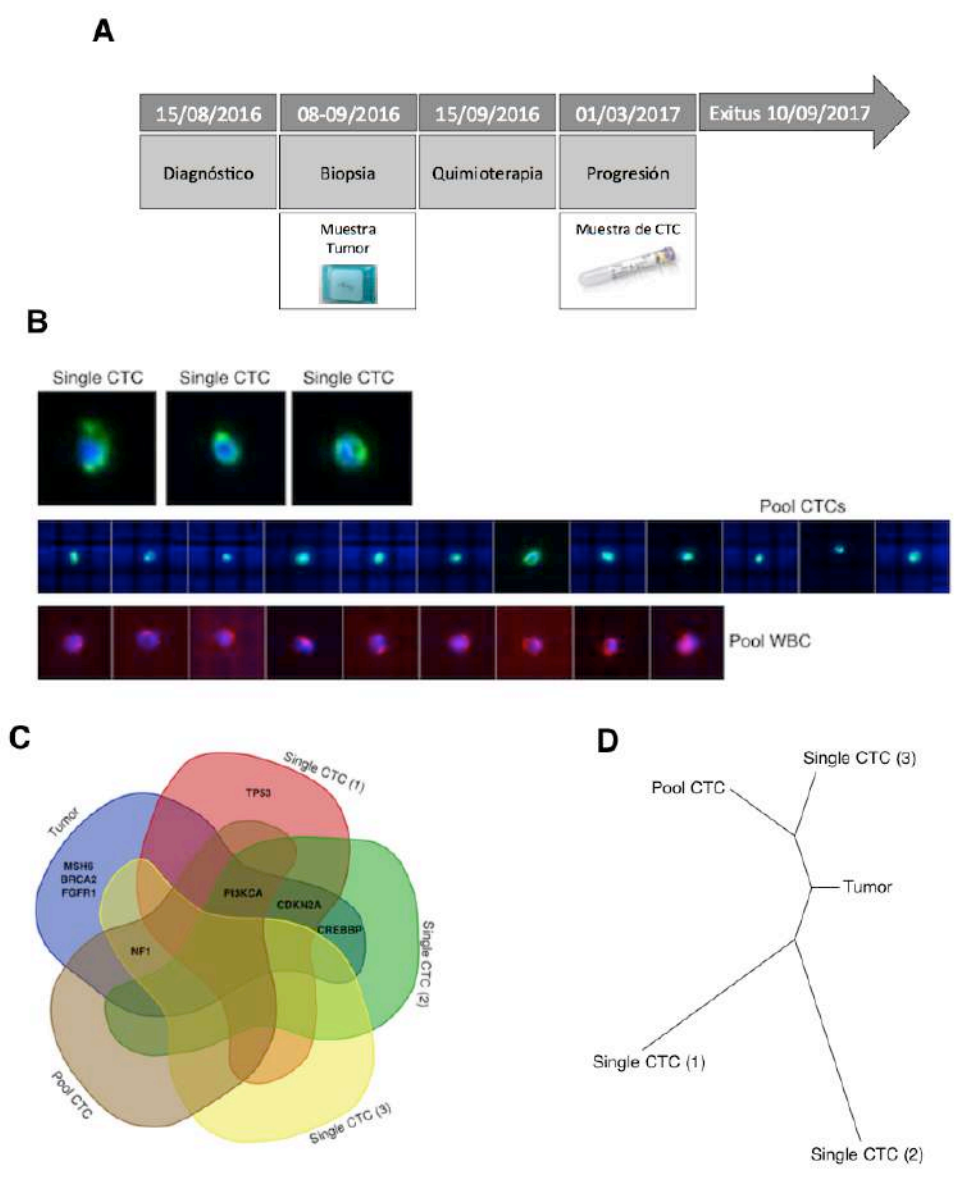 A
15/08/2016
08-09/2016
15/09/2016
01/03/2017
Exitus 10/09/2017
Diagnóstico
Biopsia
Quimioterapia
Progresión
Muestra
Tumor
Muestra de CTC
B
Single CTC
Single CTC
Single CTC
Pool CTCs
Pool WBC
C
Single CTC (1)
TP53
Tumor
MSH6
BRCA2
FGFR1
PI3KCA
CDKN2A
CREBBP
NF1
Single CTC (2)
Pool CTC
Single CTC (3)
D
Single CTC (3)
Pool CTC
Tumor
Single CTC (1)
Single CTC (2)